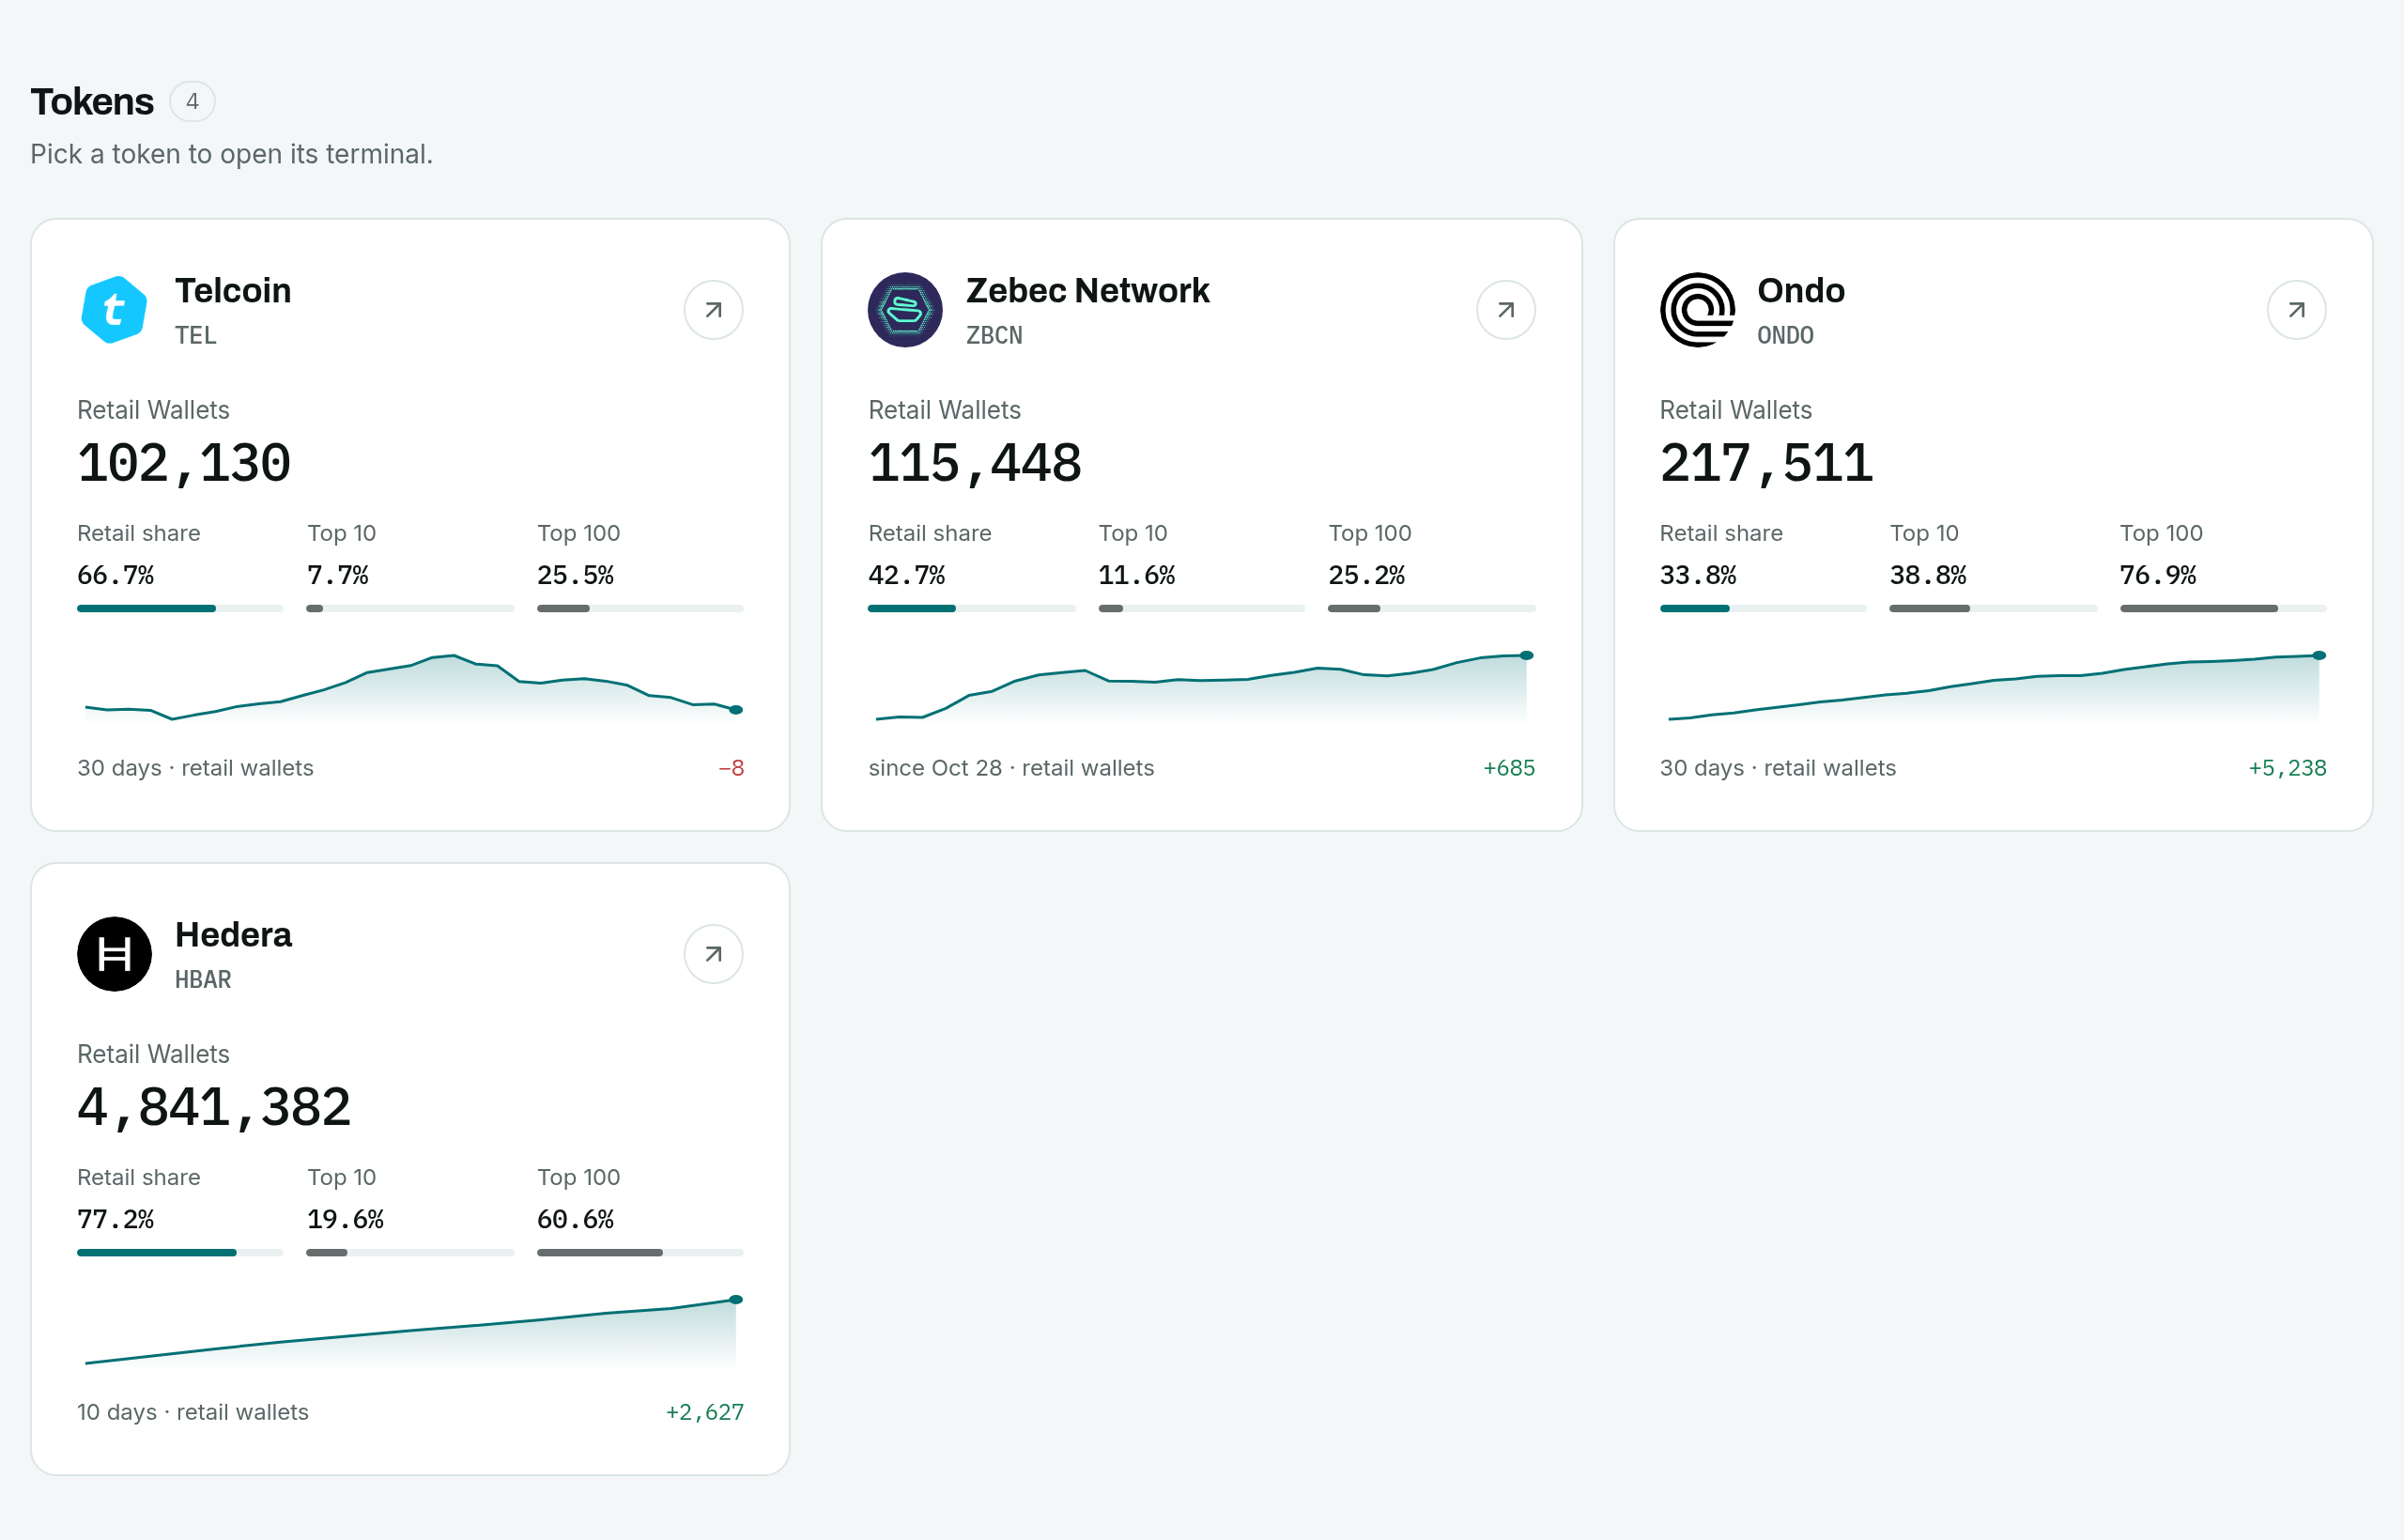 Tokens 4
Pick a token to open its terminal.
Telcoin
TEL
Retail Wallets
102,130
Retail share Top 10 Top 100
66.7% 7.7% 25.5%
30 days · retail wallets −8
Zebec Network
ZBCN
Retail Wallets
115,448
Retail share Top 10 Top 100
42.7% 11.6% 25.2%
since Oct 28 · retail wallets +685
Ondo
ONDO
Retail Wallets
217,511
Retail share Top 10 Top 100
33.8% 38.8% 76.9%
30 days · retail wallets +5,238
Hedera
HBAR
Retail Wallets
4,841,382
Retail share Top 10 Top 100
77.2% 19.6% 60.6%
10 days · retail wallets +2,627